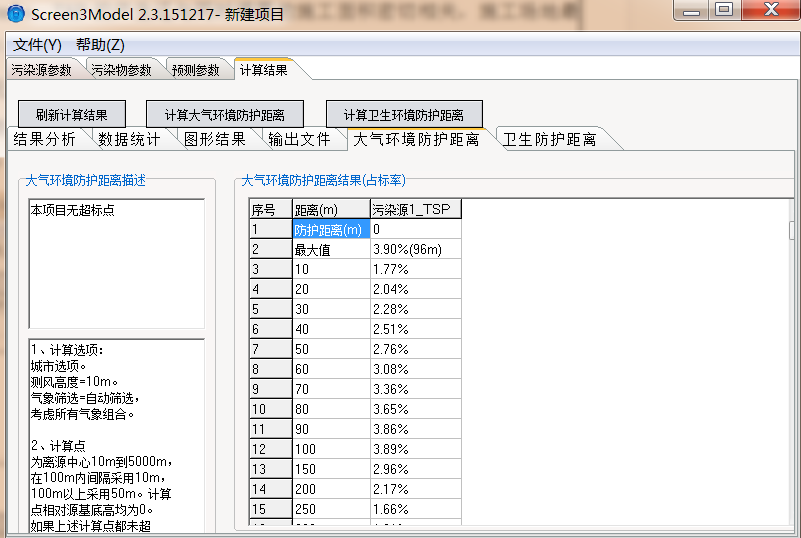 Screen3Model 2.3.151217- 新建项目
文件(Y) 帮助(Z)
污染源参数 污染物参数 预测参数 计算结果
刷新计算结果 计算大气环境防护距离 计算卫生环境防护距离
结果分析 数据统计 图形结果 输出文件 大气环境防护距离 卫生防护距离
大气环境防护距离描述
本项目无超标点
1、计算选项:
城市选项。
测风高度=10m。
气象筛选=自动筛选,
考虑所有气象组合。
2、计算点
为离源中心10m到5000m,
在100m内间隔采用10m,
100m以上采用50m。计算
点相对源基底高均为0。
如果上述计算点都未超
大气环境防护距离结果(占标率)
序号 距离(m) 污染源1_TSP
1 防护距离(m) 0
2 最大值 3.90%(96m)
3 10 1.77%
4 20 2.04%
5 30 2.28%
6 40 2.51%
7 50 2.76%
8 60 3.08%
9 70 3.36%
10 80 3.65%
11 90 3.86%
12 100 3.89%
13 150 2.96%
14 200 2.17%
15 250 1.66%